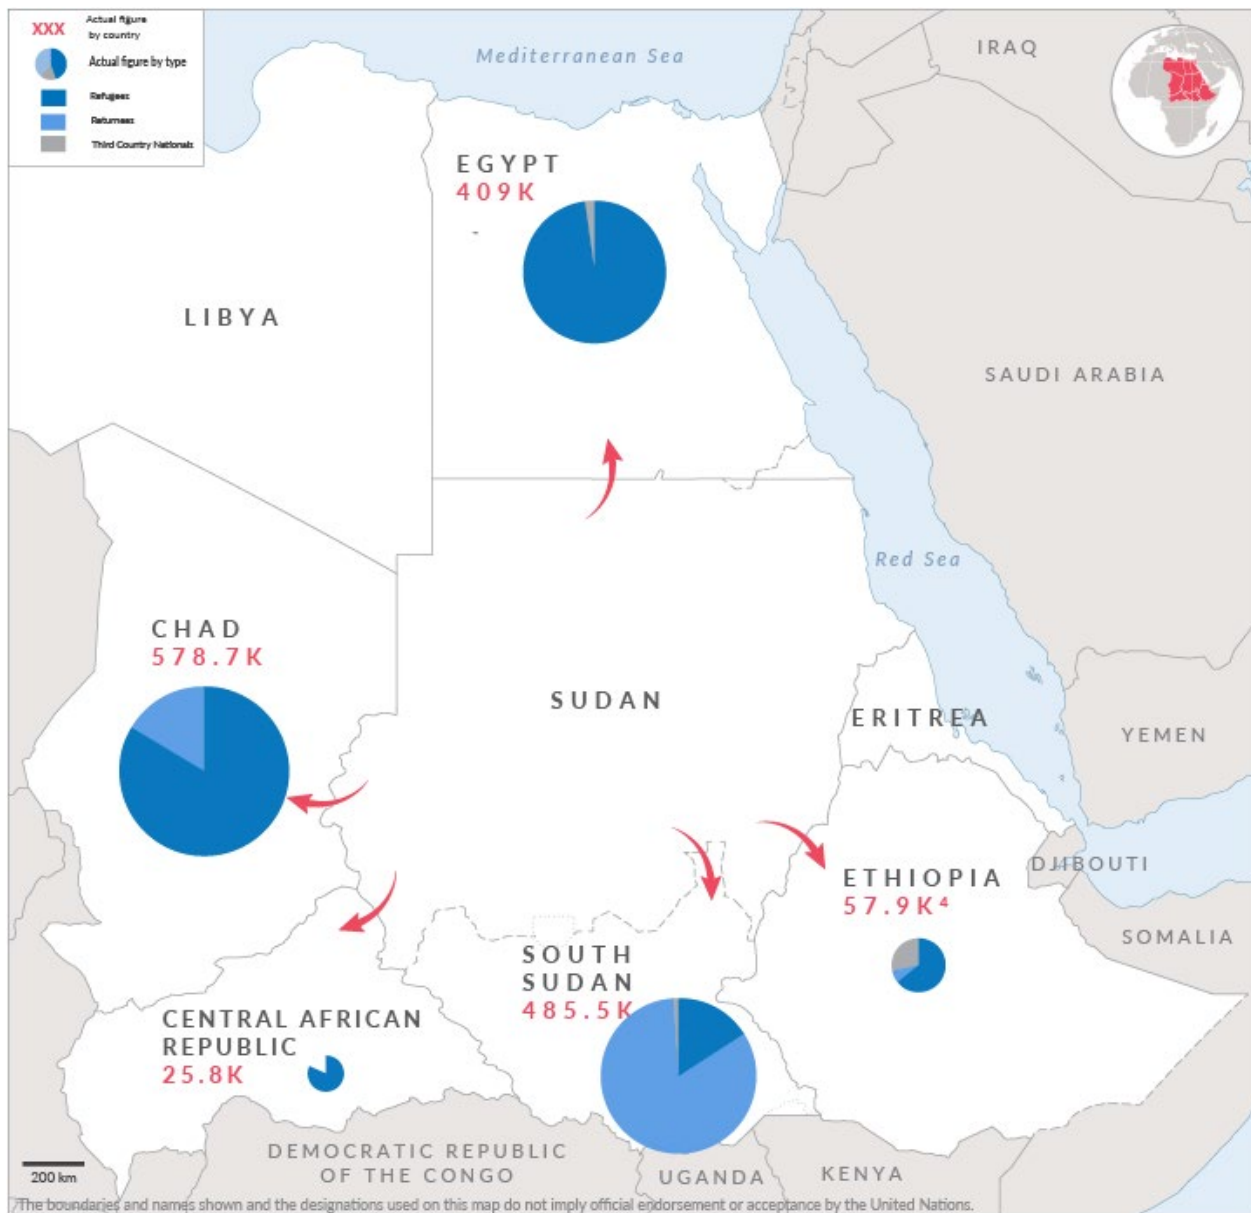 XXX
Actual figure
by country
Actual figure by type
Refugees
Returnees
Third Country Nationals
Mediterranean Sea
IRAQ
EGYPT
409K
LIBYA
SAUDI ARABIA
Red Sea
CHAD
578.7K
SUDAN
ERITREA
YEMEN
DJIBOUTI
ETHIOPIA
57.9K⁴
SOMALIA
SOUTH
SUDAN
485.5K
CENTRAL AFRICAN
REPUBLIC
25.8K
DEMOCRATIC REPUBLIC
OF THE CONGO
UGANDA
KENYA
200 km
The boundaries and names shown and the designations used on this map do not imply official endorsement or acceptance by the United Nations.